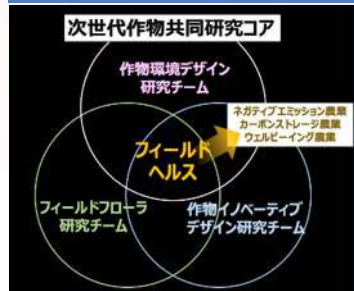 次世代作物共同研究コア
作物環境デザイン
研究チーム
ネガティブエミッション農業
カーボンストレージ農業
ウェルビーイング農業
フィールド
ヘルス
フィールドフローラ
研究チーム
作物イノベーティブ
デザイン研究チーム